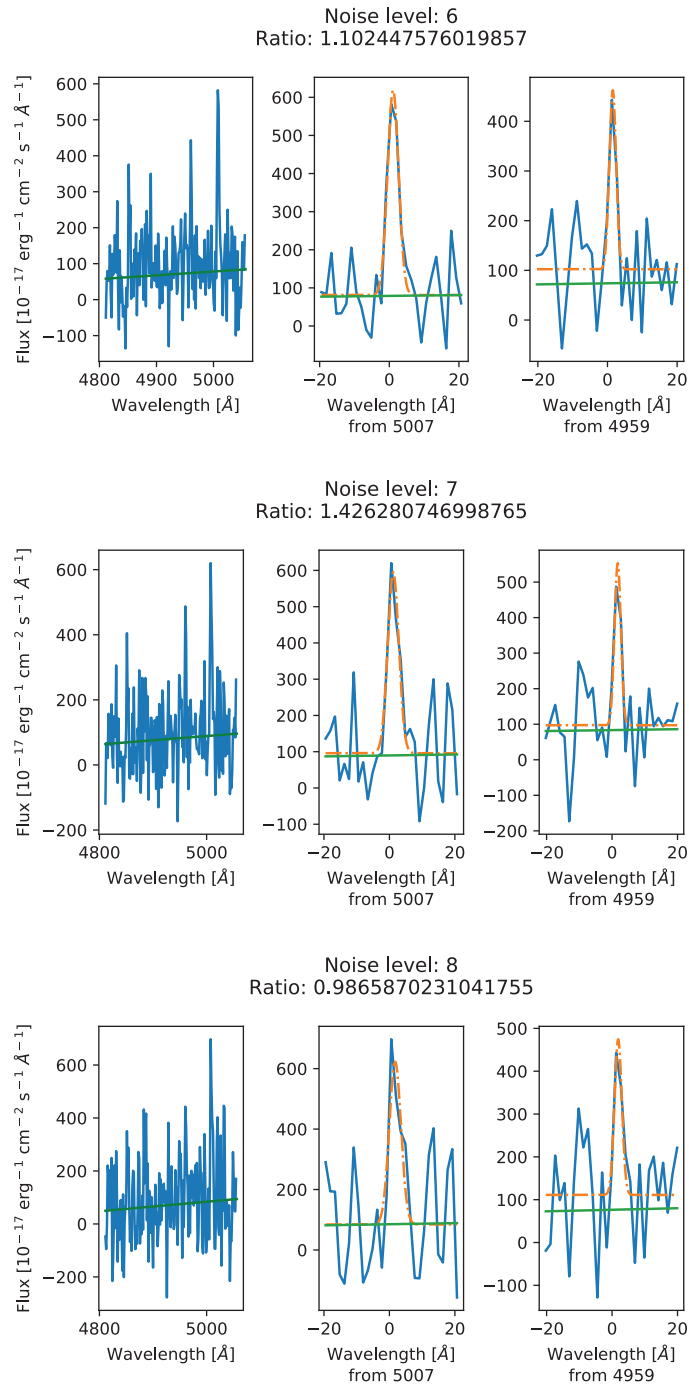 Noise level: 6
Ratio: 1.102447576019857
Flux [10⁻¹⁷ erg⁻¹ cm⁻² s⁻¹ Å⁻¹]
600
500
400
300
200
100
0
−100
4800 4900 5000
Wavelength [Å]
600
500
400
300
200
100
0
−20 0 20
Wavelength [Å]
from 5007
400
300
200
100
0
−20 0 20
Wavelength [Å]
from 4959
Noise level: 7
Ratio: 1.426280746998765
Flux [10⁻¹⁷ erg⁻¹ cm⁻² s⁻¹ Å⁻¹]
600
400
200
0
−200
4800 5000
Wavelength [Å]
600
500
400
300
200
100
0
−100
−20 0 20
Wavelength [Å]
from 5007
500
400
300
200
100
0
−100
−200
−20 0 20
Wavelength [Å]
from 4959
Noise level: 8
Ratio: 0.9865870231041755
Flux [10⁻¹⁷ erg⁻¹ cm⁻² s⁻¹ Å⁻¹]
600
400
200
0
−200
4800 5000
Wavelength [Å]
600
400
200
0
−20 0 20
Wavelength [Å]
from 5007
500
400
300
200
100
0
−100
−20 0 20
Wavelength [Å]
from 4959